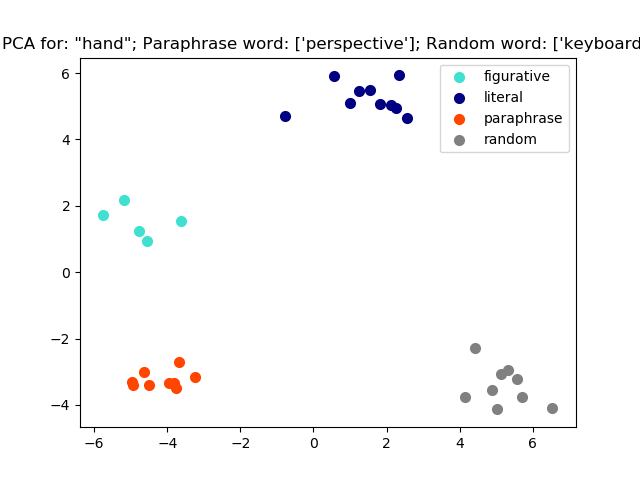 PCA for: "hand"; Paraphrase word: ['perspective']; Random word: ['keyboard
figurative
literal
paraphrase
random
6
4
2
0
−2
−4
−6 −4 −2 0 2 4 6